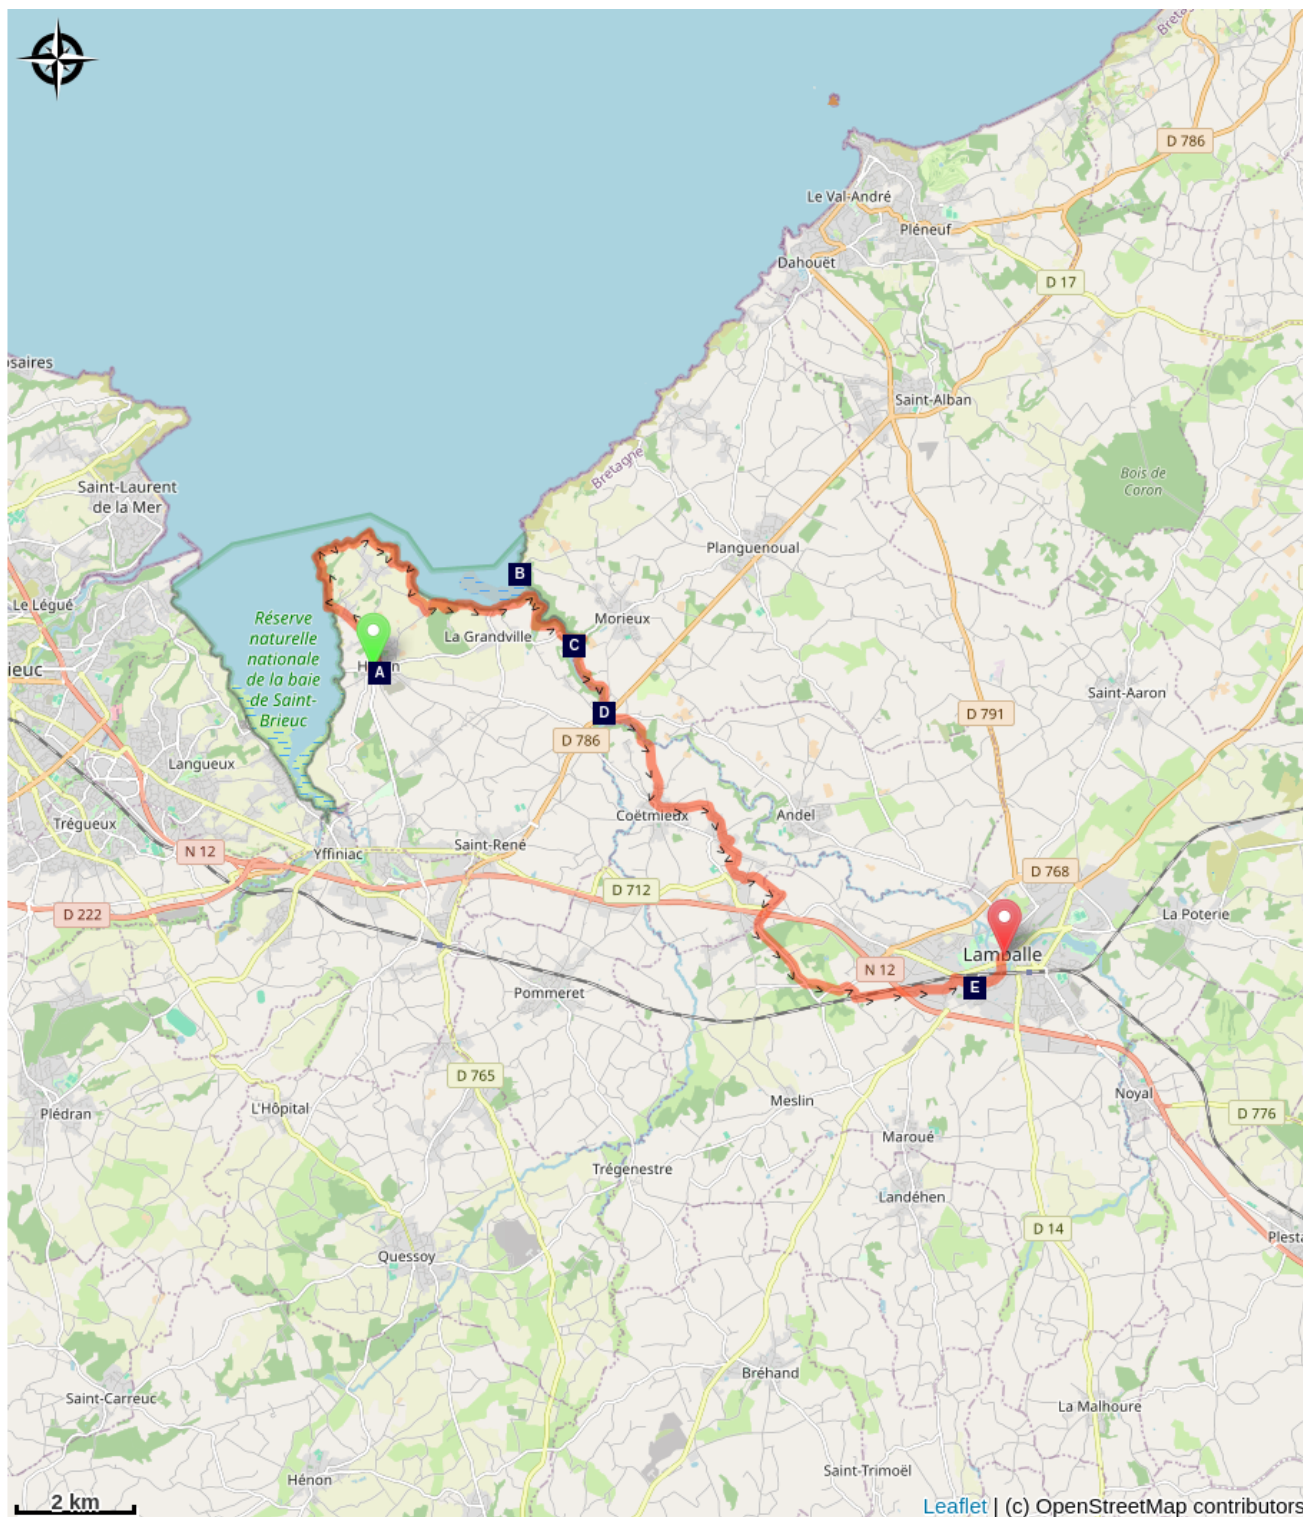 Breta
D 786
Le Val-André
Pléneuf
Dahouët
D 17
osaires
Saint-Alban
Bretagne
Bois de
Coron
Saint-Laurent
de la Mer
Planguenoual
B
Le Légué
Réserve
naturelle
nationale
de la baie
de Saint-
Brieuc
Morieux
La Grandville
C
ieuc
A
Saint-Aaron
D
D 791
D 786
Langueux
Trégueux
Coëtmieux
Andel
N 12
Yffiniac
Saint-René
D 712
D 768
D 222
La Poterie
Lamballe
N 12
E
Pommeret
D 765
Plédran
L'Hôpital
Meslin
Noyal
D 776
Maroué
Trégenestre
Landéhen
D 14
Plesta
Quessoy
Bréhand
Saint-Carreuc
La Malhoure
Hénon
Saint-Trimoël
2 km
Leaflet | (c) OpenStreetMap contributors